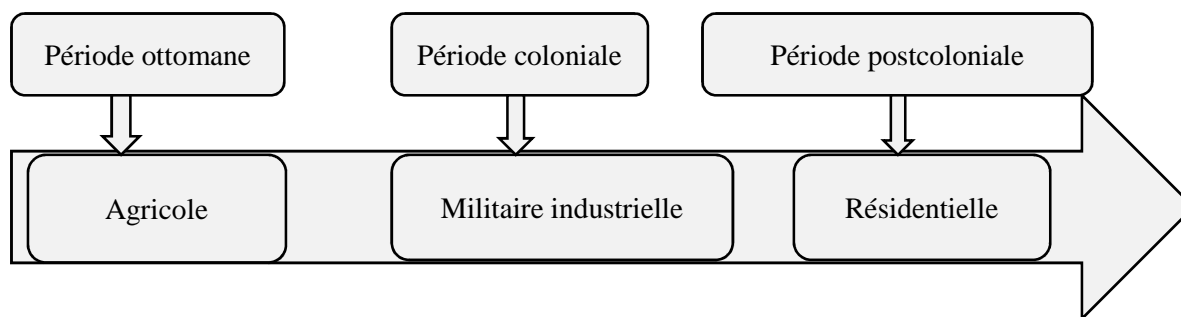 Période ottomane
Période coloniale
Période postcoloniale
Agricole
Militaire industrielle
Résidentielle